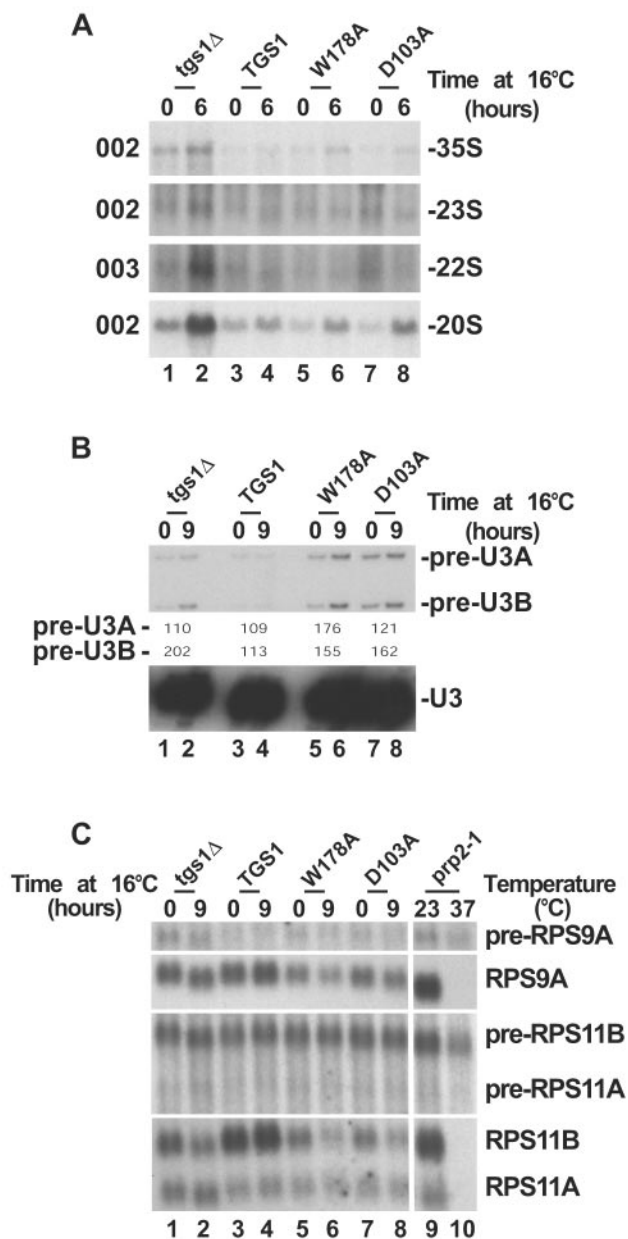 A
tgs1Δ TGS1 W178A D103A
Time at 16°C
0 6 0 6 0 6 0 6 (hours)
002 -35S
002 -23S
003 -22S
002 -20S
1 2 3 4 5 6 7 8
B
tgs1Δ TGS1 W178A D103A
Time at 16°C
0 9 0 9 0 9 0 9 (hours)
-pre-U3A
-pre-U3B
pre-U3A - 110 109 176 121
pre-U3B - 202 113 155 162
-U3
1 2 3 4 5 6 7 8
C
tgs1Δ TGS1 W178A D103A prp2-1
Time at 16°C Temperature
(hours) 0 9 0 9 0 9 0 9 23 37 (°C)
pre-RPS9A
RPS9A
pre-RPS11B
pre-RPS11A
RPS11B
RPS11A
1 2 3 4 5 6 7 8 9 10